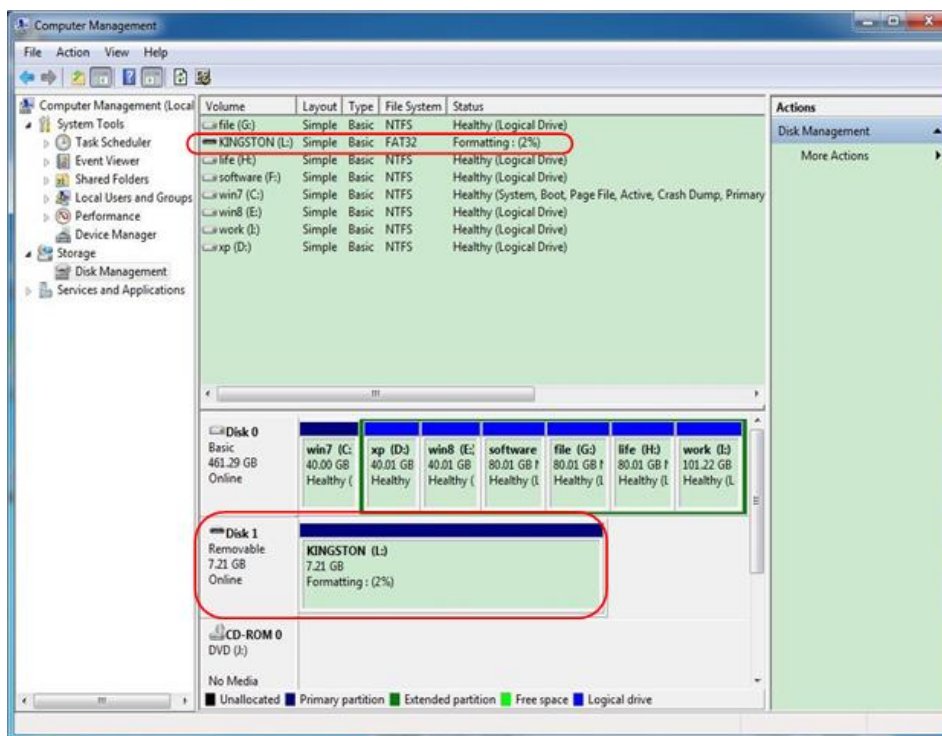 Computer Management
File Action View Help
Computer Management (Local
System Tools
Task Scheduler
Event Viewer
Shared Folders
Local Users and Groups
Performance
Device Manager
Storage
Disk Management
Services and Applications
Volume Layout Type File System Status
file (G:) Simple Basic NTFS Healthy (Logical Drive)
KINGSTON (L:) Simple Basic FAT32 Formatting : (2%)
life (H:) Simple Basic NTFS Healthy (Logical Drive)
software (F:) Simple Basic NTFS Healthy (Logical Drive)
win7 (C:) Simple Basic NTFS Healthy (System, Boot, Page File, Active, Crash Dump, Primary
win8 (E:) Simple Basic NTFS Healthy (Logical Drive)
work (I:) Simple Basic NTFS Healthy (Logical Drive)
xp (D:) Simple Basic NTFS Healthy (Logical Drive)
Actions
Disk Management
More Actions
Disk 0
Basic
461.29 GB
Online
win7 (C: xp (D:) win8 (E: software file (G:) life (H:) work (I:)
40.00 GB 40.01 GB 40.01 GB 80.01 GB N 80.01 GB N 80.01 GB N 101.22 GB
Healthy ( Healthy Healthy ( Healthy (L Healthy (L Healthy (L Healthy (L
Disk 1
Removable
7.21 GB
Online
KINGSTON (L:)
7.21 GB
Formatting : (2%)
CD-ROM 0
DVD (J:)
No Media
Unallocated Primary partition Extended partition Free space Logical drive